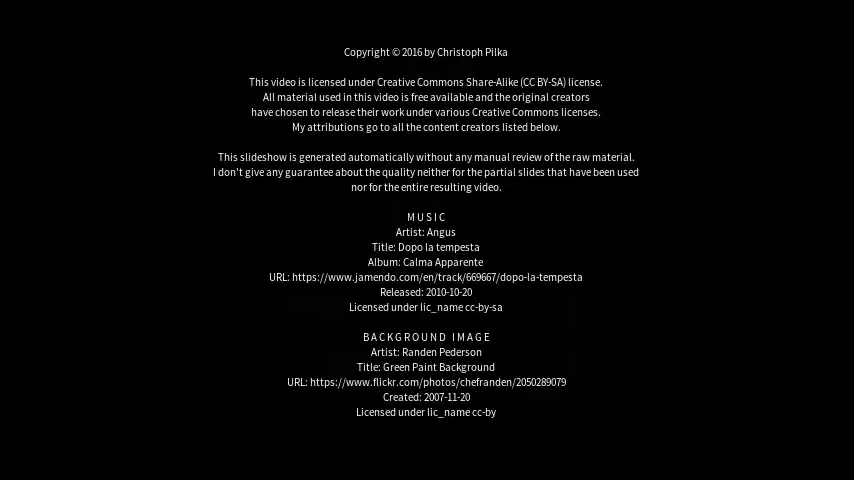 Copyright © 2016 by Christoph Pilka
This video is licensed under Creative Commons Share-Alike (CC BY-SA) license.
All material used in this video is free available and the original creators
have chosen to release their work under various Creative Commons licenses.
My attributions go to all the content creators listed below.
This slideshow is generated automatically without any manual review of the raw material.
I don't give any guarantee about the quality neither for the partial slides that have been used
nor for the entire resulting video.
M U S I C
Artist: Angus
Title: Dopo la tempesta
Album: Calma Apparente
URL: https://www.jamendo.com/en/track/669667/dopo-la-tempesta
Released: 2010-10-20
Licensed under lic_name cc-by-sa
B A C K G R O U N D   I M A G E
Artist: Randen Pederson
Title: Green Paint Background
URL: https://www.flickr.com/photos/chefranden/2050289079
Created: 2007-11-20
Licensed under lic_name cc-by